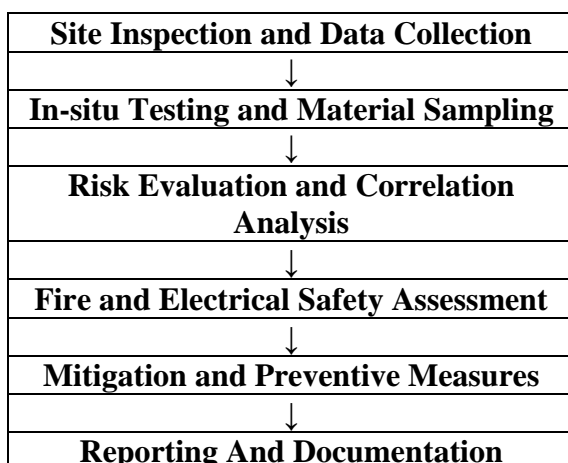 Site Inspection and Data Collection
↓
In-situ Testing and Material Sampling
↓
Risk Evaluation and Correlation
Analysis
↓
Fire and Electrical Safety Assessment
↓
Mitigation and Preventive Measures
↓
Reporting And Documentation